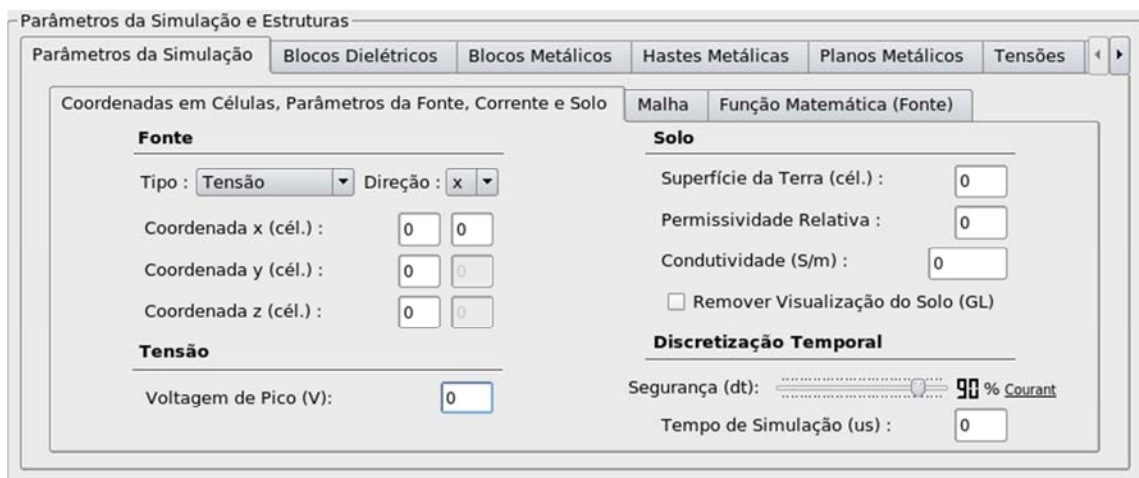 Parâmetros da Simulação e Estruturas
Parâmetros da Simulação Blocos Dielétricos Blocos Metálicos Hastes Metálicas Planos Metálicos Tensões
Coordenadas em Células, Parâmetros da Fonte, Corrente e Solo Malha Função Matemática (Fonte)
Fonte
Tipo : Tensão Direção : x
Coordenada x (cél.) : 0 0
Coordenada y (cél.) : 0 0
Coordenada z (cél.) : 0 0
Tensão
Voltagem de Pico (V): 0
Solo
Superfície da Terra (cél.) : 0
Permissividade Relativa : 0
Condutividade (S/m) : 0
Remover Visualização do Solo (GL)
Discretização Temporal
Segurança (dt): 90 % Courant
Tempo de Simulação (us) : 0